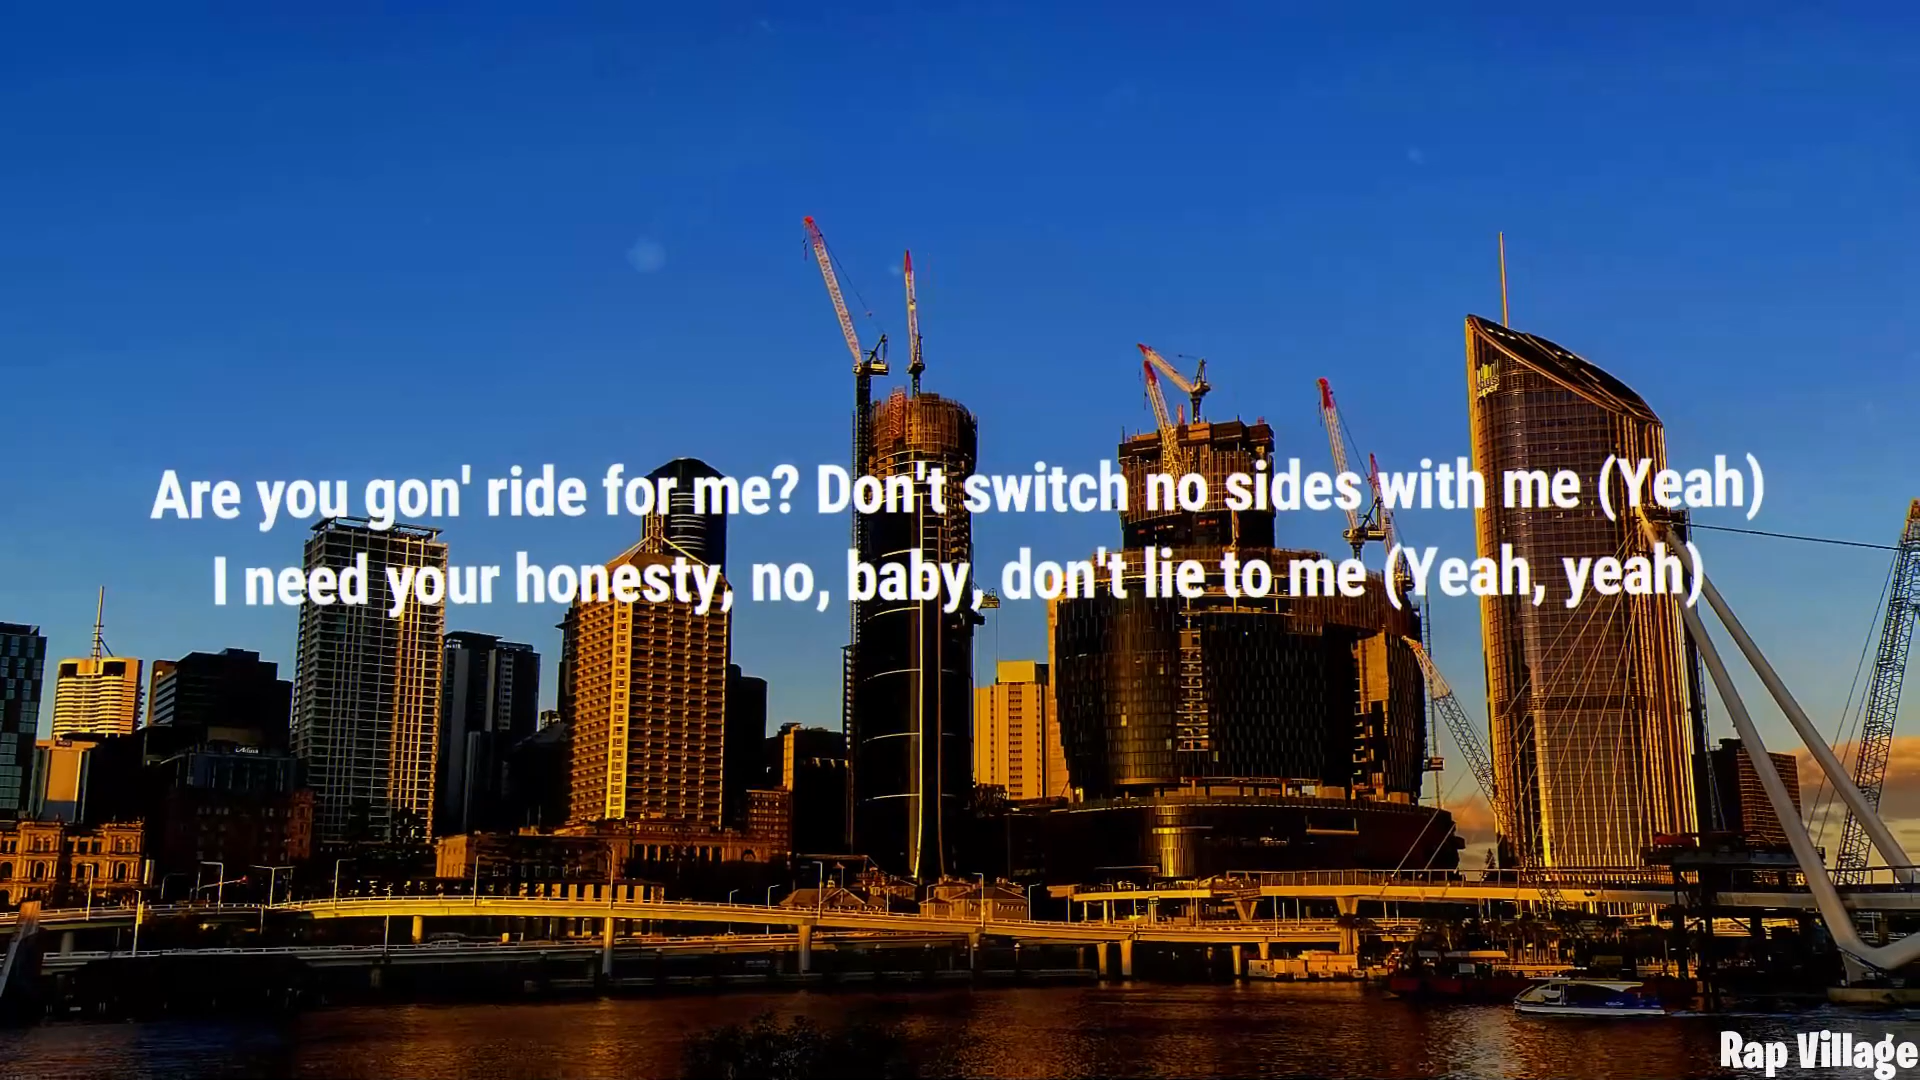 Are you gon' ride for me? Don't switch no sides with me (Yeah)
I need your honesty, no, baby, don't lie to me (Yeah, yeah)
Adina
Rap Village